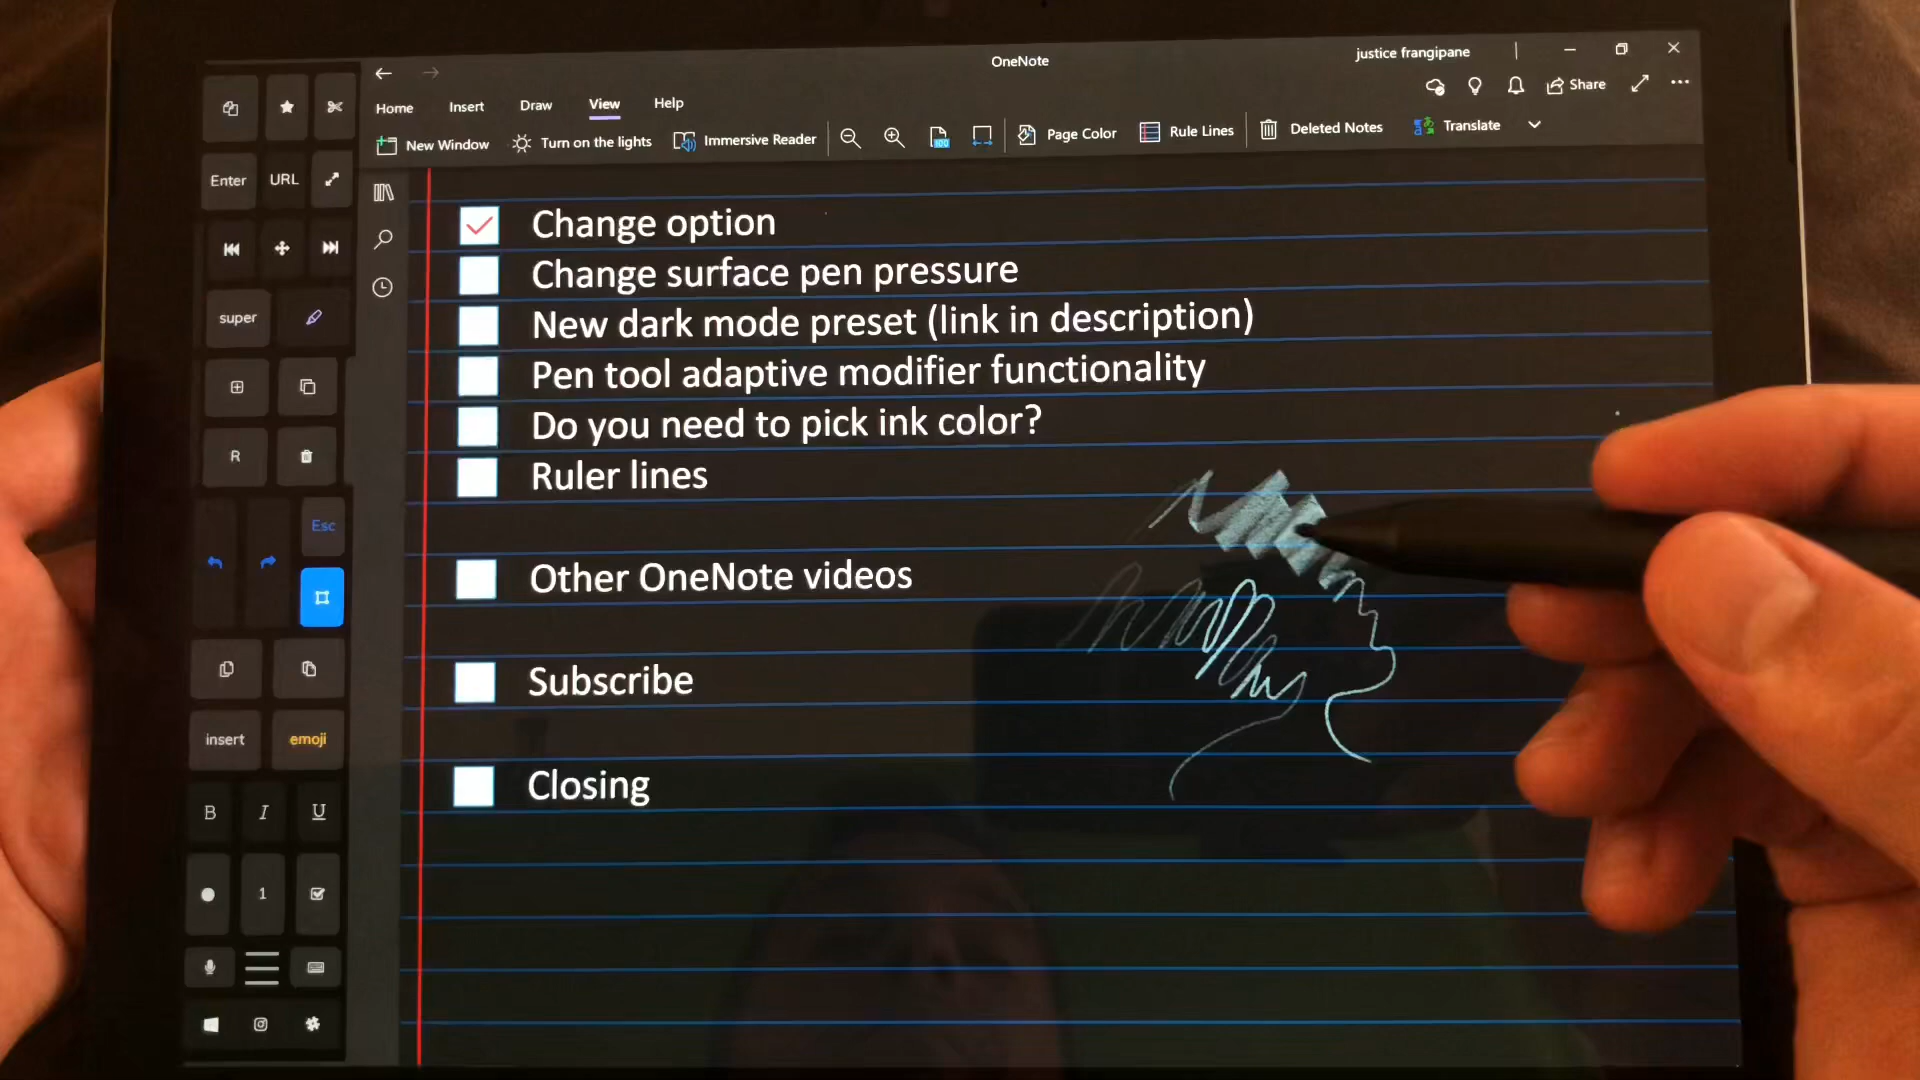 OneNote
justice frangipane
Share
Home Insert Draw View Help
New Window Turn on the lights Immersive Reader 100 Page Color Rule Lines Deleted Notes Translate
Enter URL
super
R
Esc
insert emoji
B I U
1
Change option
Change surface pen pressure
New dark mode preset (link in description)
Pen tool adaptive modifier functionality
Do you need to pick ink color?
Ruler lines
Other OneNote videos
Subscribe
Closing